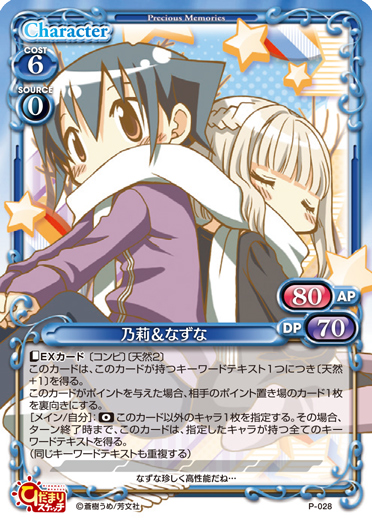 Precious Memories
Character
COST
6
SOURCE
0
80 AP
DP 70
乃莉&なずな
EXカード [コンビ] [天然2]
このカードは、このカードが持つキーワードテキスト1つにつき[天然
+1]を得る。
このカードがポイントを与えた場合、相手のポイント置き場のカード1枚
を裏向きにする。
[メイン/自分]:このカード以外のキャラ1枚を指定する。その場合、
ターン終了時まで、このカードは、指定したキャラが持つ全てのキー
ワードテキストを得る。
(同じキーワードテキストも重複する)
なずな珍しく高性能だね…
ひだまりスケッチ
©蒼樹うめ/芳文社
P-028